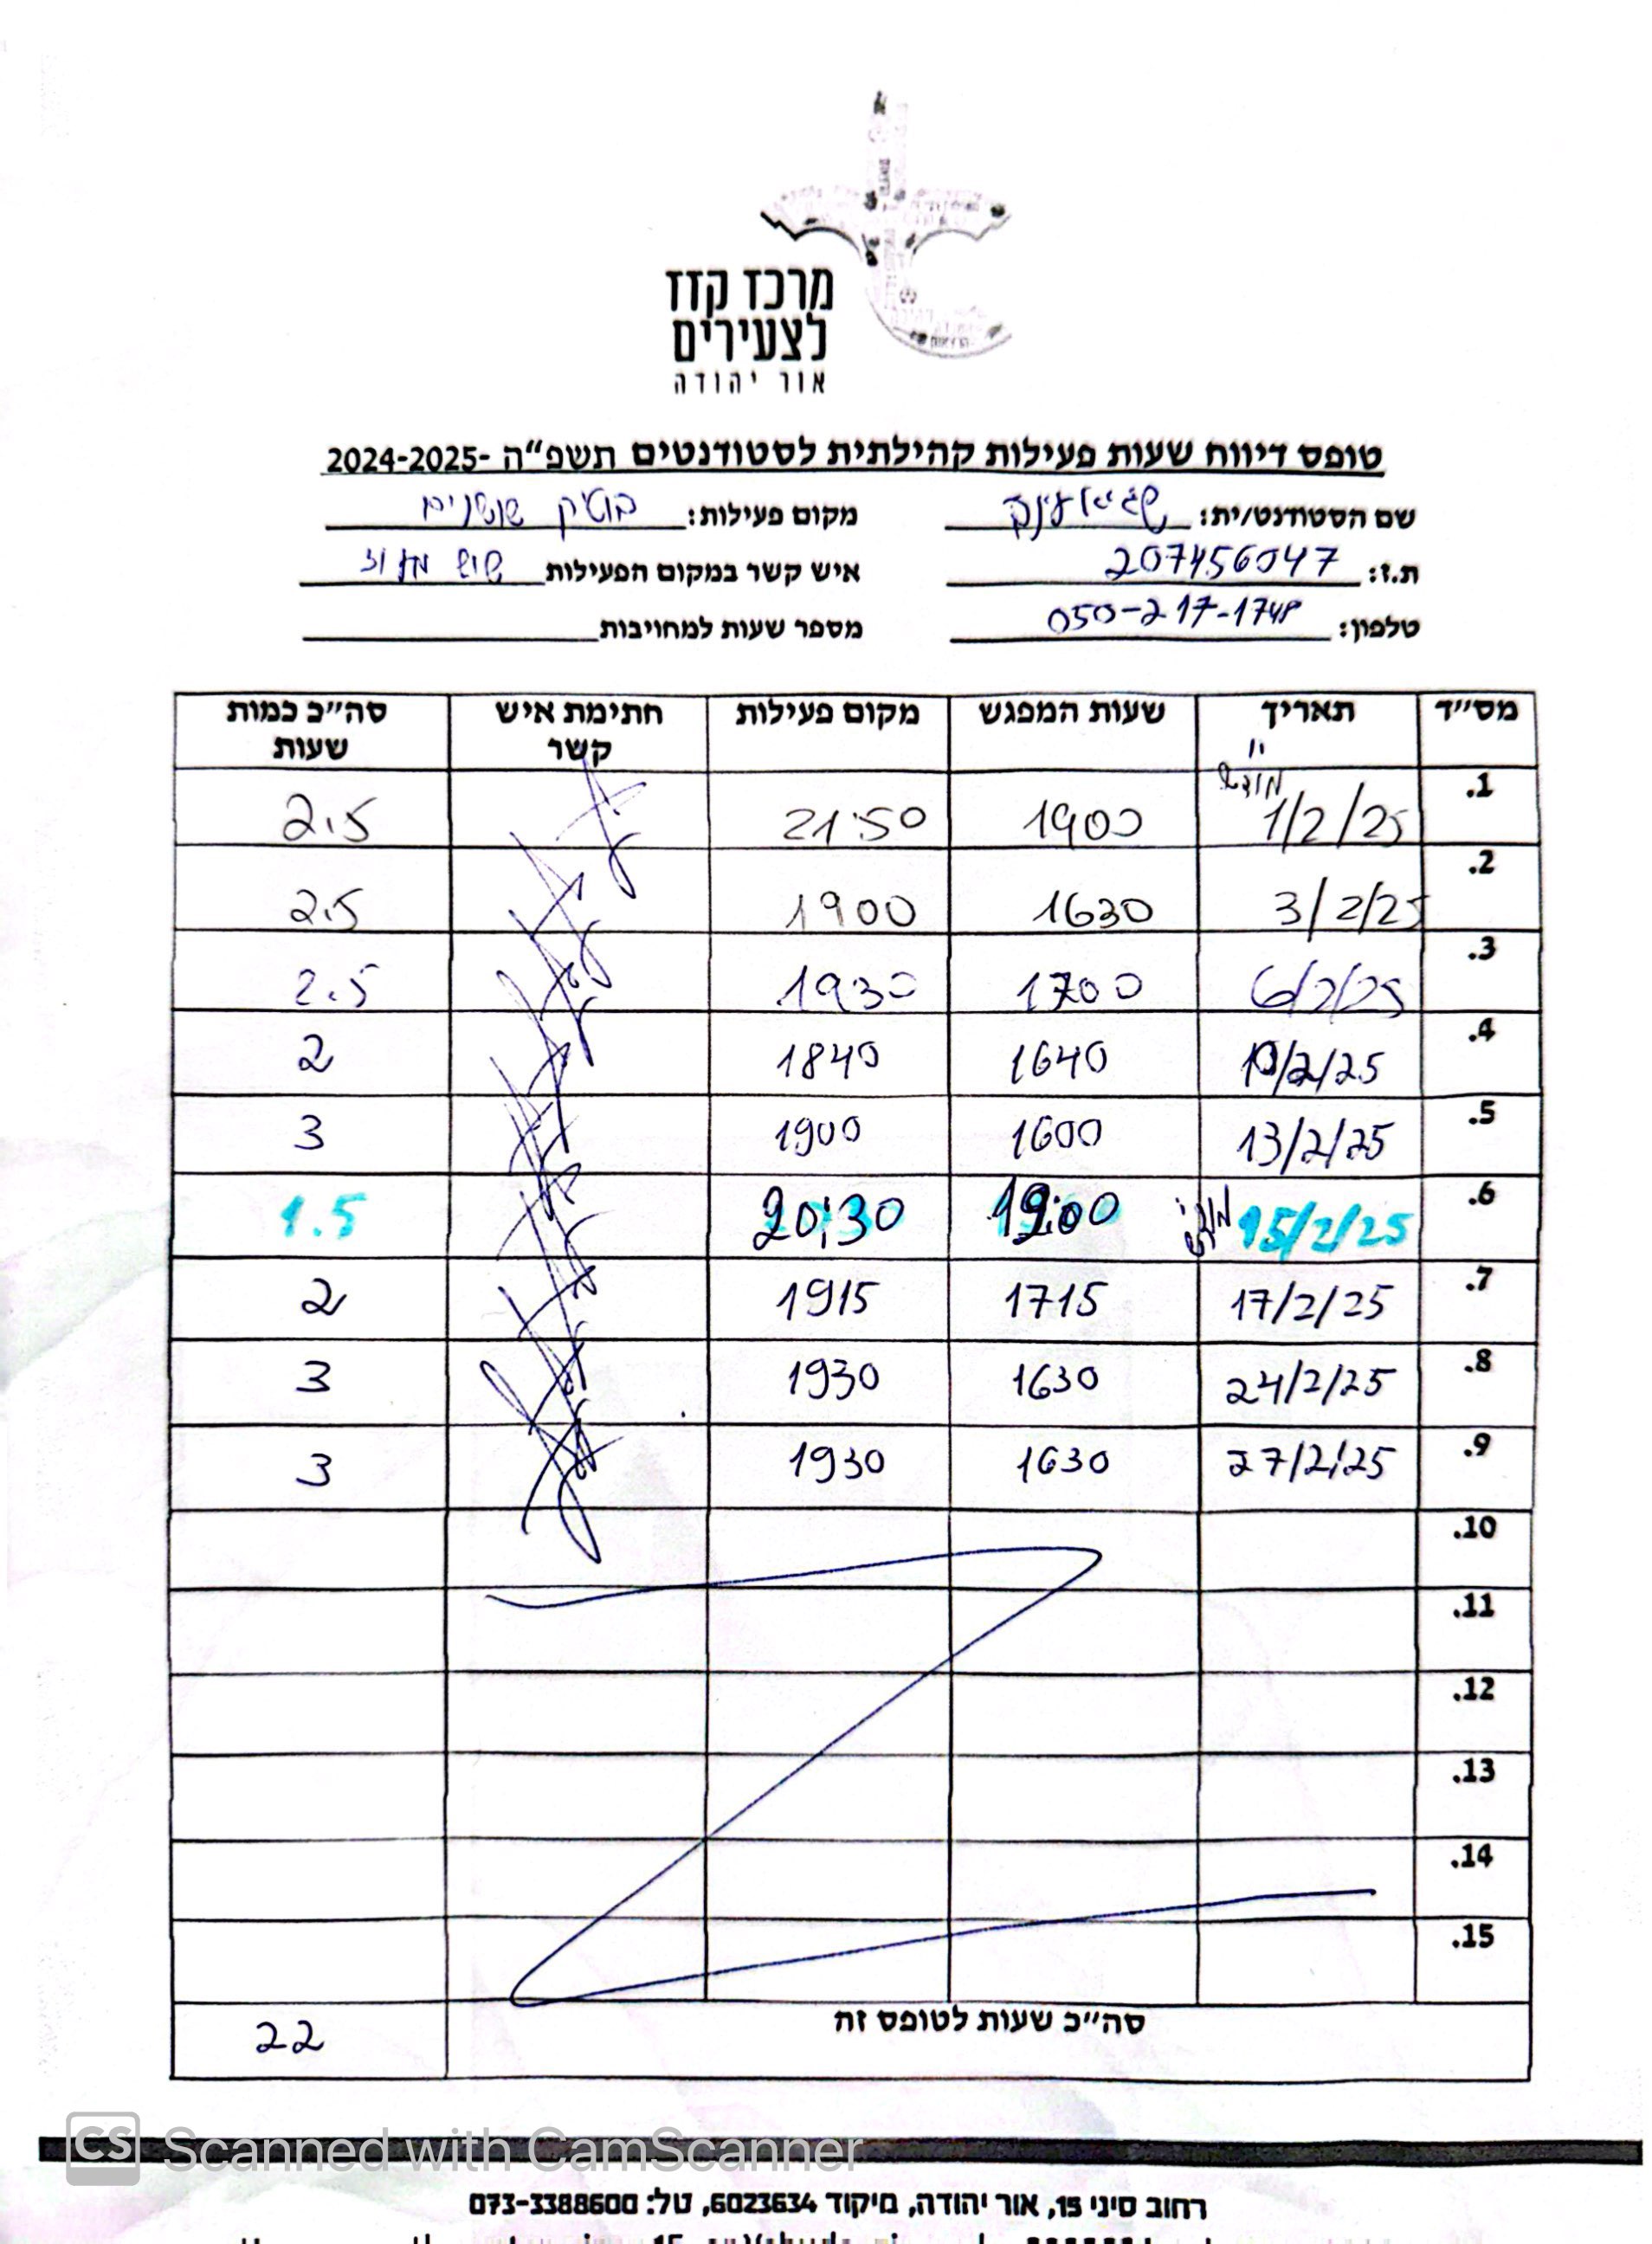 מרכז קזז
לצעירים
אור יהודה
טופס דיווח שעות פעילות קהילתית לסטודנטים תשפ״ה -2024-2025
שם הסטודנט/ית: מקום פעילות: בוטיק שושנים
ת.ז: 207456047 איש קשר במקום הפעילות שוש
טלפון: 050-217-1748 מספר שעות למחויבות
מס״ד תאריך שעות המפגש מקום פעילות חתימת איש קשר סה״כ כמות שעות
.1 1/2/25 1900 21:50 2.5
.2 3/2/25 1630 1900 2.5
.3 6/2/25 1700 1930 2.5
.4 10/2/25 1640 1840 2
.5 13/2/25 1600 1900 3
.6 15/2/25 19:00 20:30 1.5
.7 17/2/25 1715 1915 2
.8 24/2/25 1630 1930 3
.9 27/2/25 1630 1930 3
.10
.11
.12
.13
.14
.15
סה״כ שעות לטופס זה 22
CS Scanned with CamScanner
רחוב סיני 15, אור יהודה, מיקוד 6023634, טל: 073-3388600